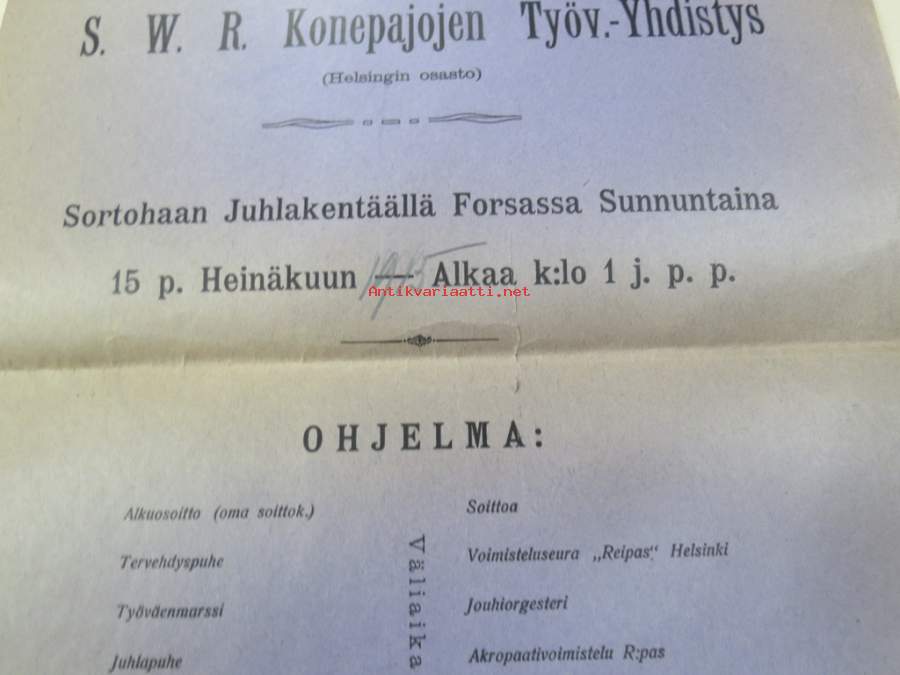 S. W. R. Konepajojen Työv.-Yhdistys
(Helsingin osasto)
Sortohaan Juhlakentäällä Forsassa Sunnuntaina
15 p. Heinäkuun — Alkaa k:lo 1 j. p. p.
Antikvariaatti.net
OHJELMA:
Alkuosoitto (oma soittok.)
Tervehdyspuhe
Työväenmarssi
Juhlapuhe
Väliaika
Soittoa
Voimisteluseura „Reipas“ Helsinki
Jouhiorgesteri
Akropaativoimistelu R:pas